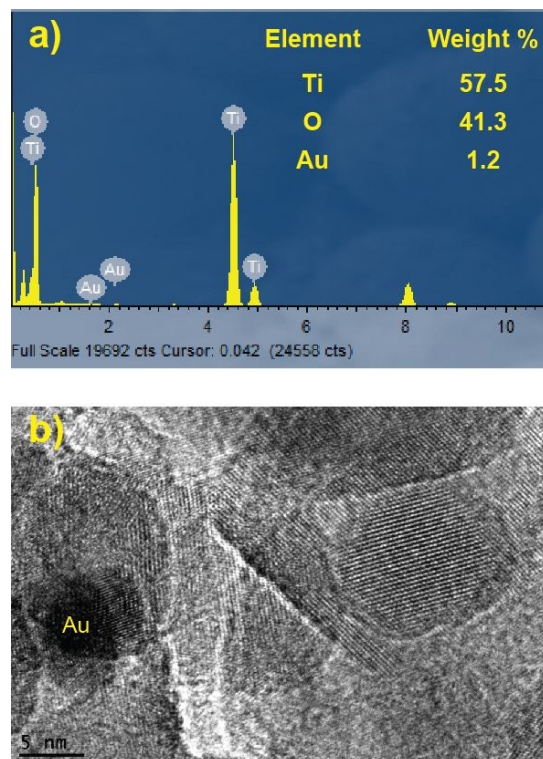 a)
Element Weight %
Ti 57.5
O 41.3
Au 1.2
O
Ti
Ti
Au
Au
Ti
2 4 6 8 10
Full Scale 19692 cts Cursor: 0.042 (24558 cts)
b)
Au
5 nm